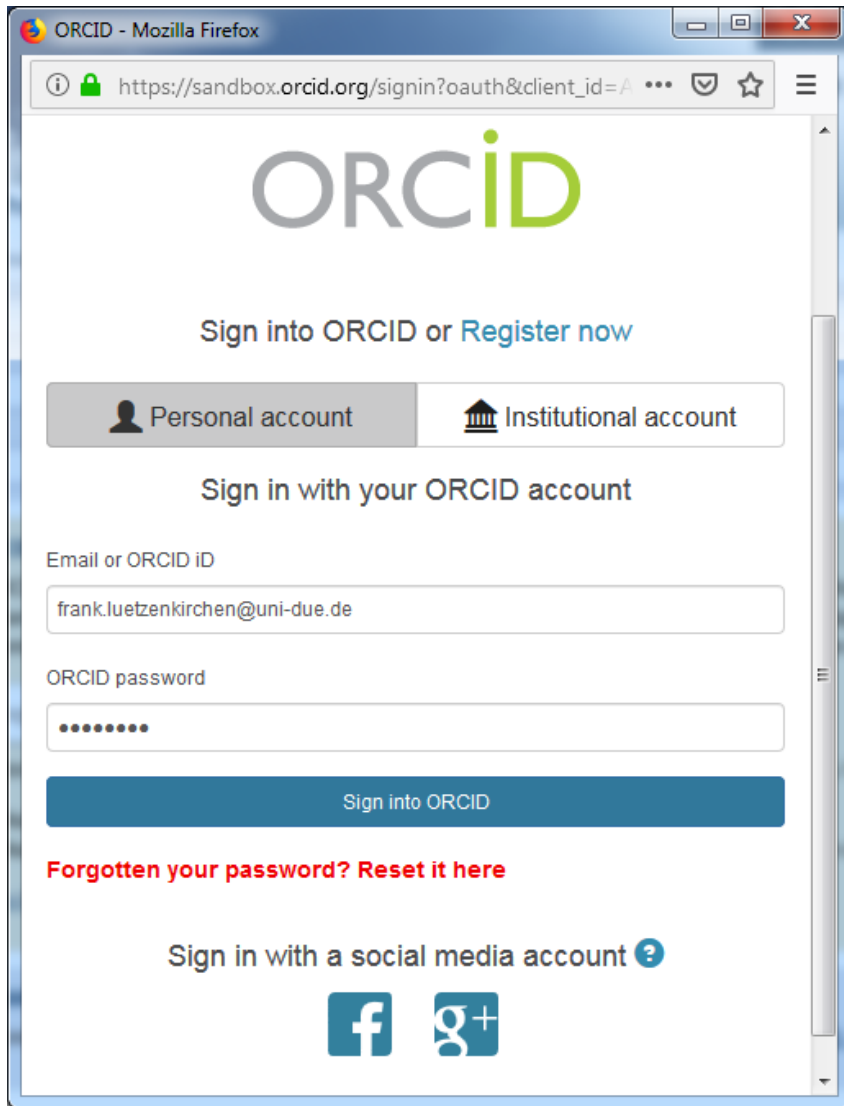 ORCID - Mozilla Firefox
https://sandbox.orcid.org/signin?oauth&client_id=A
ORCiD
Sign into ORCID or Register now
Personal account Institutional account
Sign in with your ORCID account
Email or ORCID iD
frank.luetzenkirchen@uni-due.de
ORCID password
••••••••
Sign into ORCID
Forgotten your password? Reset it here
Sign in with a social media account ?
f g+